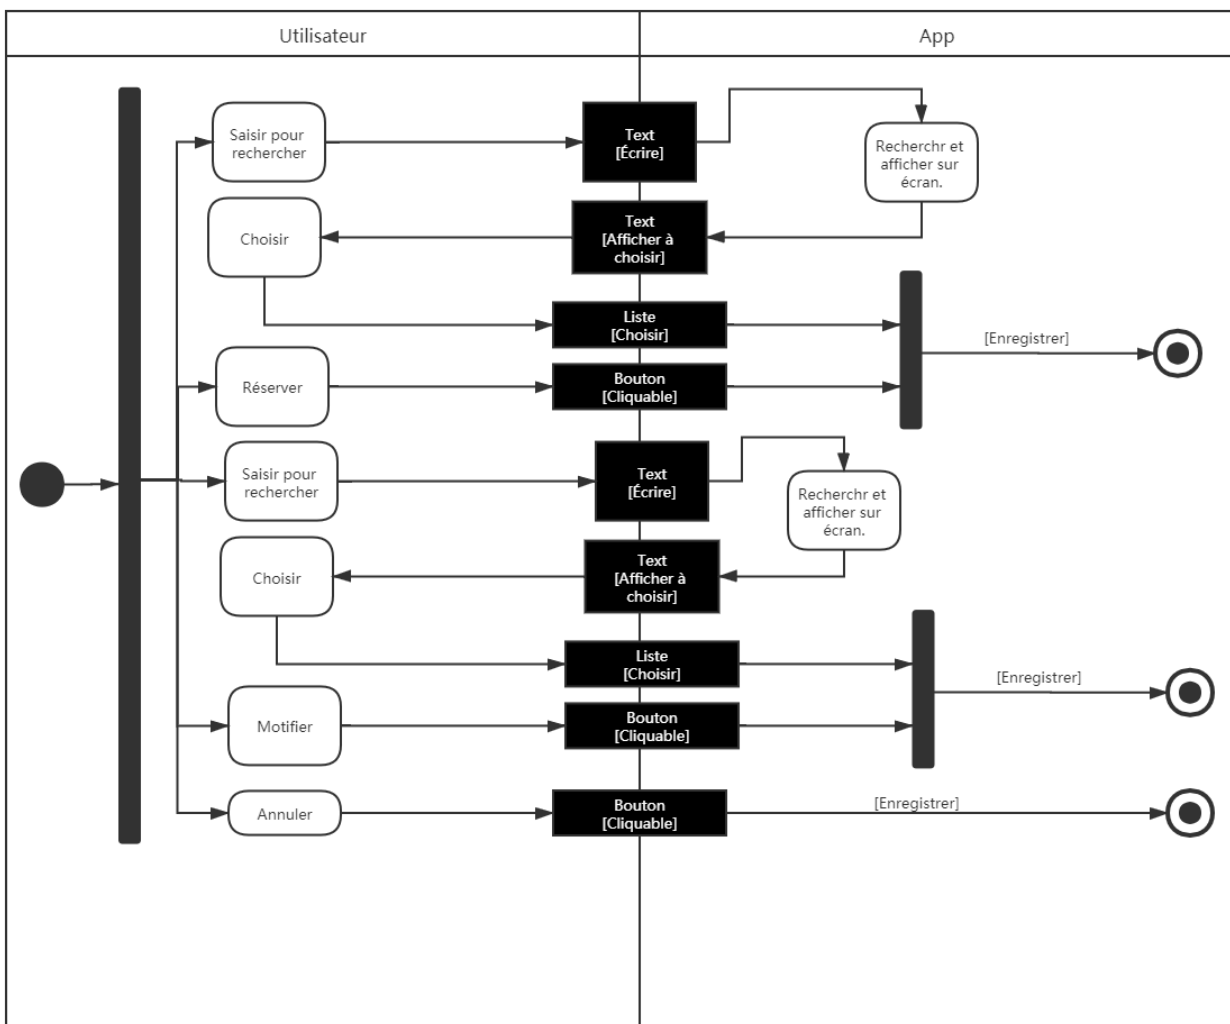 Utilisateur
App
Saisir pour
rechercher
Text
[Écrire]
Recherchr et
afficher sur
écran.
Choisir
Text
[Afficher à
choisir]
Liste
[Choisir]
[Enregistrer]
Réserver
Bouton
[Cliquable]
Saisir pour
rechercher
Text
[Écrire]
Recherchr et
afficher sur
écran.
Choisir
Text
[Afficher à
choisir]
Liste
[Choisir]
[Enregistrer]
Motifier
Bouton
[Cliquable]
Annuler
Bouton
[Cliquable]
[Enregistrer]